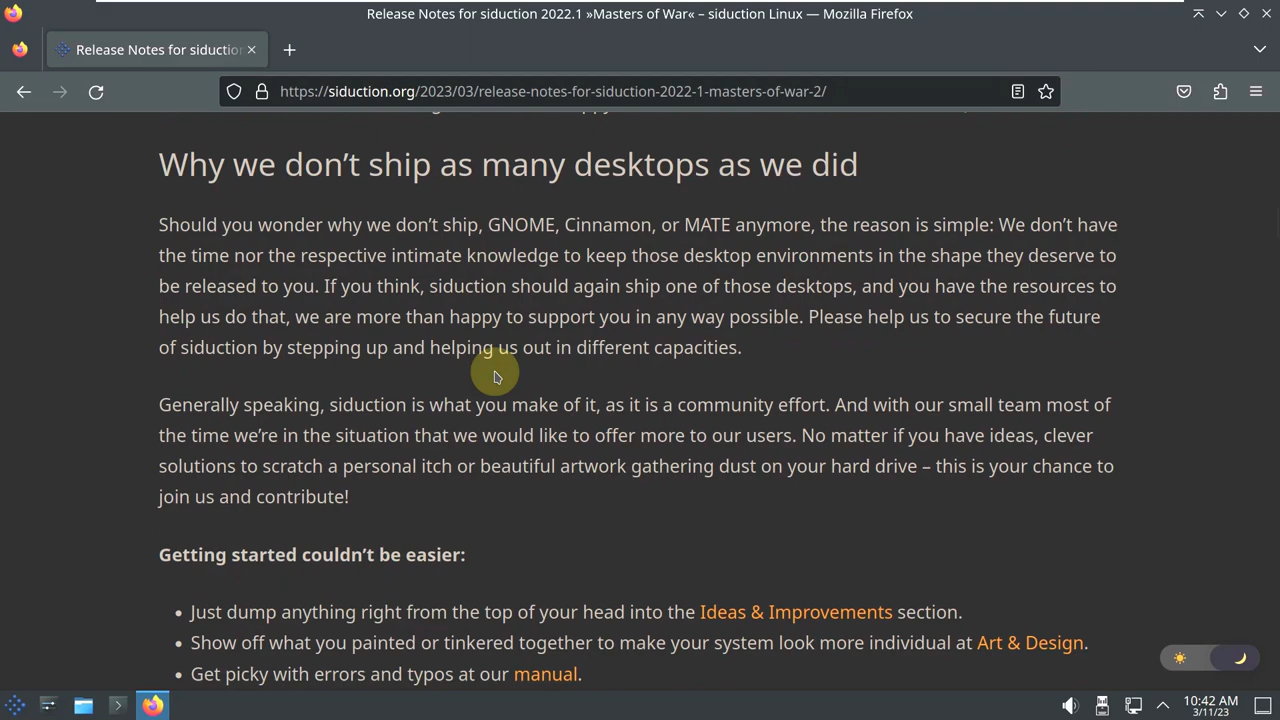 Release Notes for siduction 2022.1 »Masters of War« – siduction Linux — Mozilla Firefox
Release Notes for siduction
https://siduction.org/2023/03/release-notes-for-siduction-2022-1-masters-of-war-2/
Why we don’t ship as many desktops as we did
Should you wonder why we don’t ship, GNOME, Cinnamon, or MATE anymore, the reason is simple: We don’t have
the time nor the respective intimate knowledge to keep those desktop environments in the shape they deserve to
be released to you. If you think, siduction should again ship one of those desktops, and you have the resources to
help us do that, we are more than happy to support you in any way possible. Please help us to secure the future
of siduction by stepping up and helping us out in different capacities.
Generally speaking, siduction is what you make of it, as it is a community effort. And with our small team most of
the time we’re in the situation that we would like to offer more to our users. No matter if you have ideas, clever
solutions to scratch a personal itch or beautiful artwork gathering dust on your hard drive – this is your chance to
join us and contribute!
Getting started couldn’t be easier:
• Just dump anything right from the top of your head into the Ideas & Improvements section.
• Show off what you painted or tinkered together to make your system look more individual at Art & Design.
• Get picky with errors and typos at our manual.
10:42 AM
3/11/23